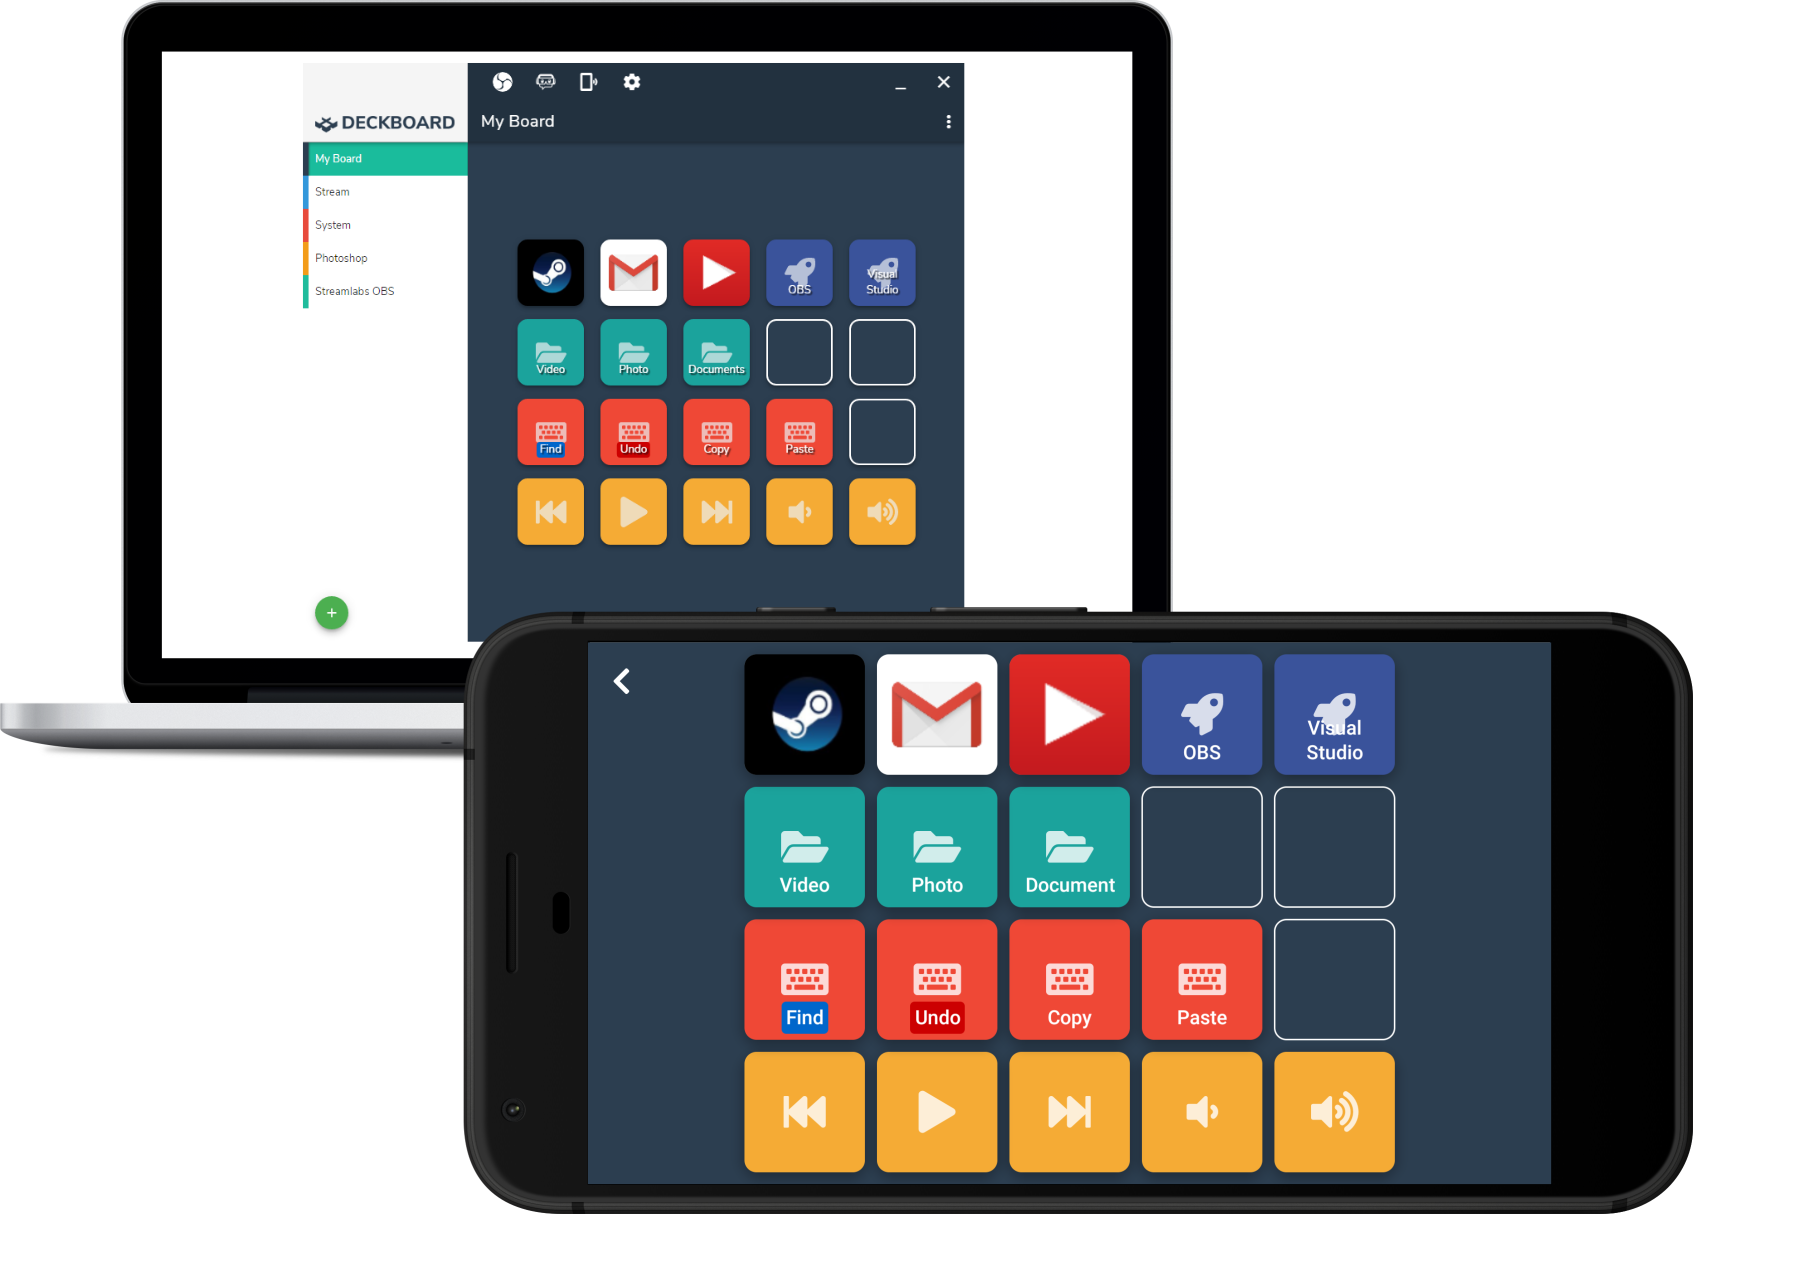 DECKBOARD
My Board
My Board
Stream
System
Photoshop
Streamlabs OBS
OBS
Visual
Studio
Video
Photo
Documents
Find
Undo
Copy
Paste
OBS
Visual
Studio
Video
Photo
Document
Find
Undo
Copy
Paste